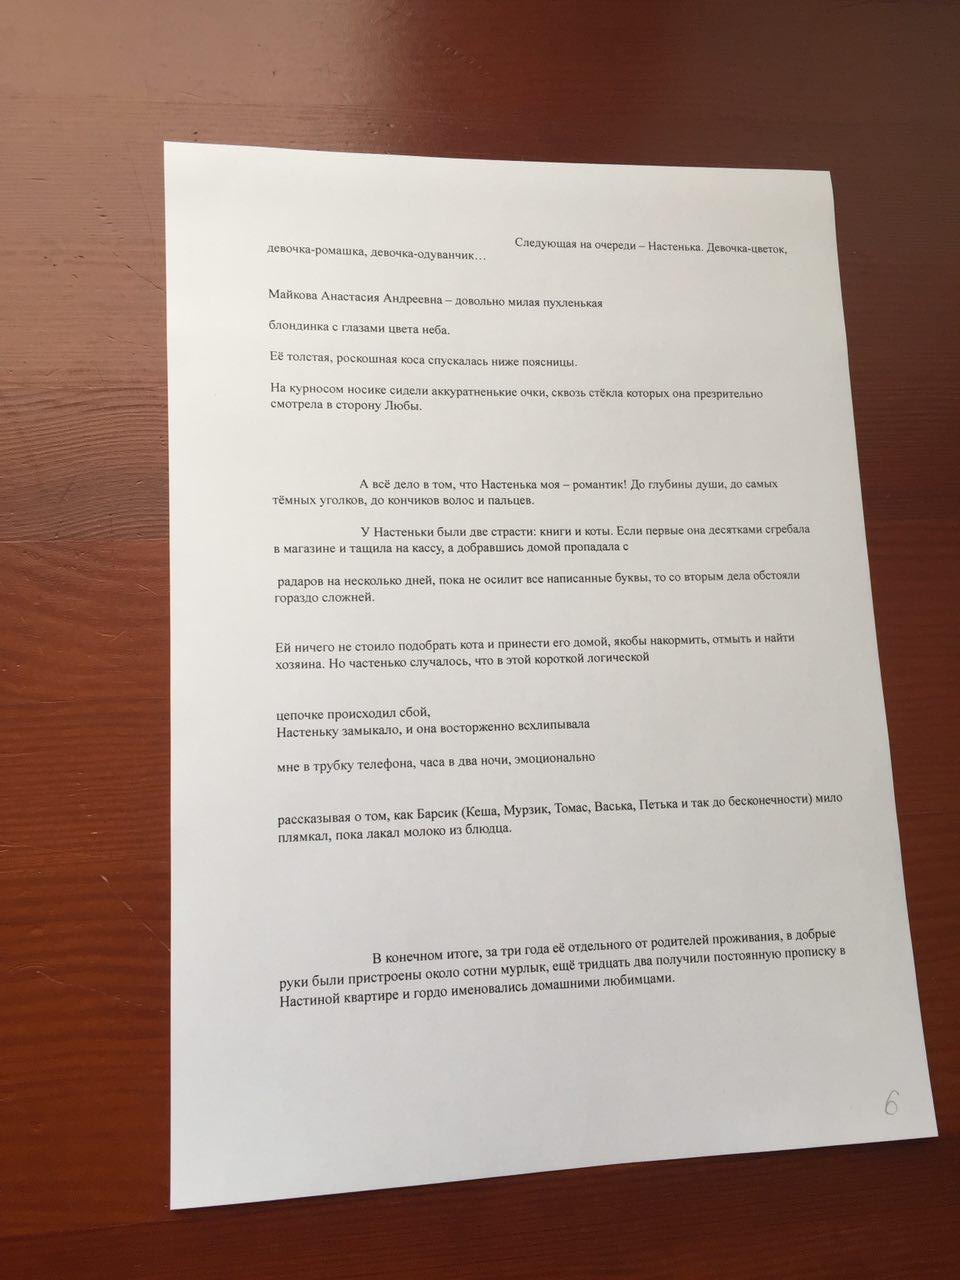 Следующая на очереди – Настенька. Девочка-цветок,
девочка-ромашка, девочка-одуванчик…
Майкова Анастасия Андреевна – довольно милая пухленькая
блондинка с глазами цвета неба.
Её толстая, роскошная коса спускалась ниже поясницы.
На курносом носике сидели аккуратненькие очки, сквозь стёкла которых она презрительно
смотрела в сторону Любы.
А всё дело в том, что Настенька моя – романтик! До глубины души, до самых
тёмных уголков, до кончиков волос и пальцев.
У Настеньки были две страсти: книги и коты. Если первые она десятками сгребала
в магазине и тащила на кассу, а добравшись домой пропадала с
радаров на несколько дней, пока не осилит все написанные буквы, то со вторым дела обстояли
гораздо сложней.
Ей ничего не стоило подобрать кота и принести его домой, якобы накормить, отмыть и найти
хозяина. Но частенько случалось, что в этой короткой логической
цепочке происходил сбой,
Настеньку замыкало, и она восторженно всхлипывала
мне в трубку телефона, часа в два ночи, эмоционально
рассказывая о том, как Барсик (Кеша, Мурзик, Томас, Васька, Петька и так до бесконечности) мило
плямкал, пока лакал молоко из блюдца.
В конечном итоге, за три года её отдельного от родителей проживания, в добрые
руки были пристроены около сотни мурлык, ещё тридцать два получили постоянную прописку в
Настиной квартире и гордо именовались домашними любимцами.
6